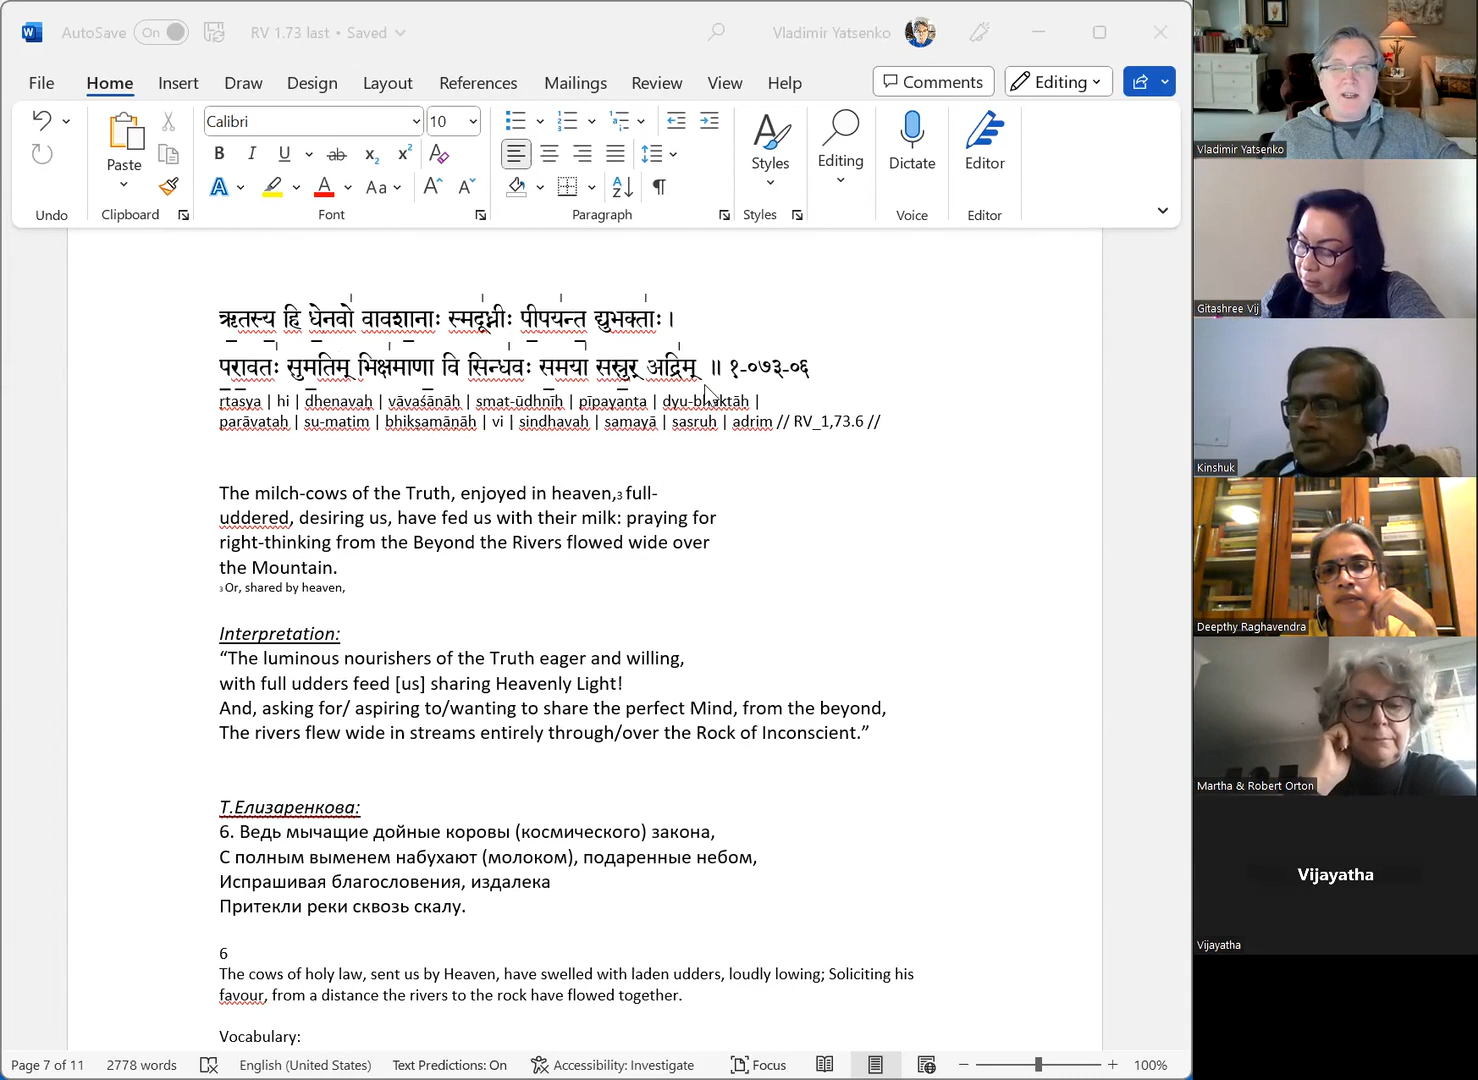 AutoSave On RV 1.73 last • Saved Vladimir Yatsenko
File Home Insert Draw Design Layout References Mailings Review View Help Comments Editing
Calibri 10
Paste Styles Editing Dictate Editor
Undo Clipboard Font Paragraph Styles Voice Editor
ऋ॒तस्य॒ हि धे॒नवो॑ वावशा॒नाः स्मदू॑ध्नीः पी॒पय॑न्त॒ द्युभ॑क्ताः ।
प॒रा॒वतः॑ सुम॒तिम् भिक्ष॑माणा॒ वि सिन्ध॑वः स॒मया॑ सस्रु॒र् अद्रि॑म् ॥ १-०७३-०६
ṛtasya | hi | dhenavaḥ | vāvaśānāḥ | smat-ūdhnīḥ | pīpayanta | dyu-bhaktāḥ |
parāvataḥ | su-matim | bhikṣamāṇāḥ | vi | sindhavaḥ | samayā | sasruḥ | adrim // RV_1,73.6 //
The milch-cows of the Truth, enjoyed in heaven,3 full-
uddered, desiring us, have fed us with their milk: praying for
right-thinking from the Beyond the Rivers flowed wide over
the Mountain.
3 Or, shared by heaven,
Interpretation:
“The luminous nourishers of the Truth eager and willing,
with full udders feed [us] sharing Heavenly Light!
And, asking for/ aspiring to/wanting to share the perfect Mind, from the beyond,
The rivers flew wide in streams entirely through/over the Rock of Inconscient.”
Т.Елизаренкова:
6. Ведь мычащие дойные коровы (космического) закона,
С полным выменем набухают (молоком), подаренные небом,
Испрашивая благословения, издалека
Притекли реки сквозь скалу.
6
The cows of holy law, sent us by Heaven, have swelled with laden udders, loudly lowing; Soliciting his
favour, from a distance the rivers to the rock have flowed together.
Vocabulary:
Page 7 of 11 2778 words English (United States) Text Predictions: On Accessibility: Investigate Focus 100%
Vladimir Yatsenko
Gitashree Vij
Kinshuk
Deepthy Raghavendra
Martha & Robert Orton
Vijayatha
Vijayatha